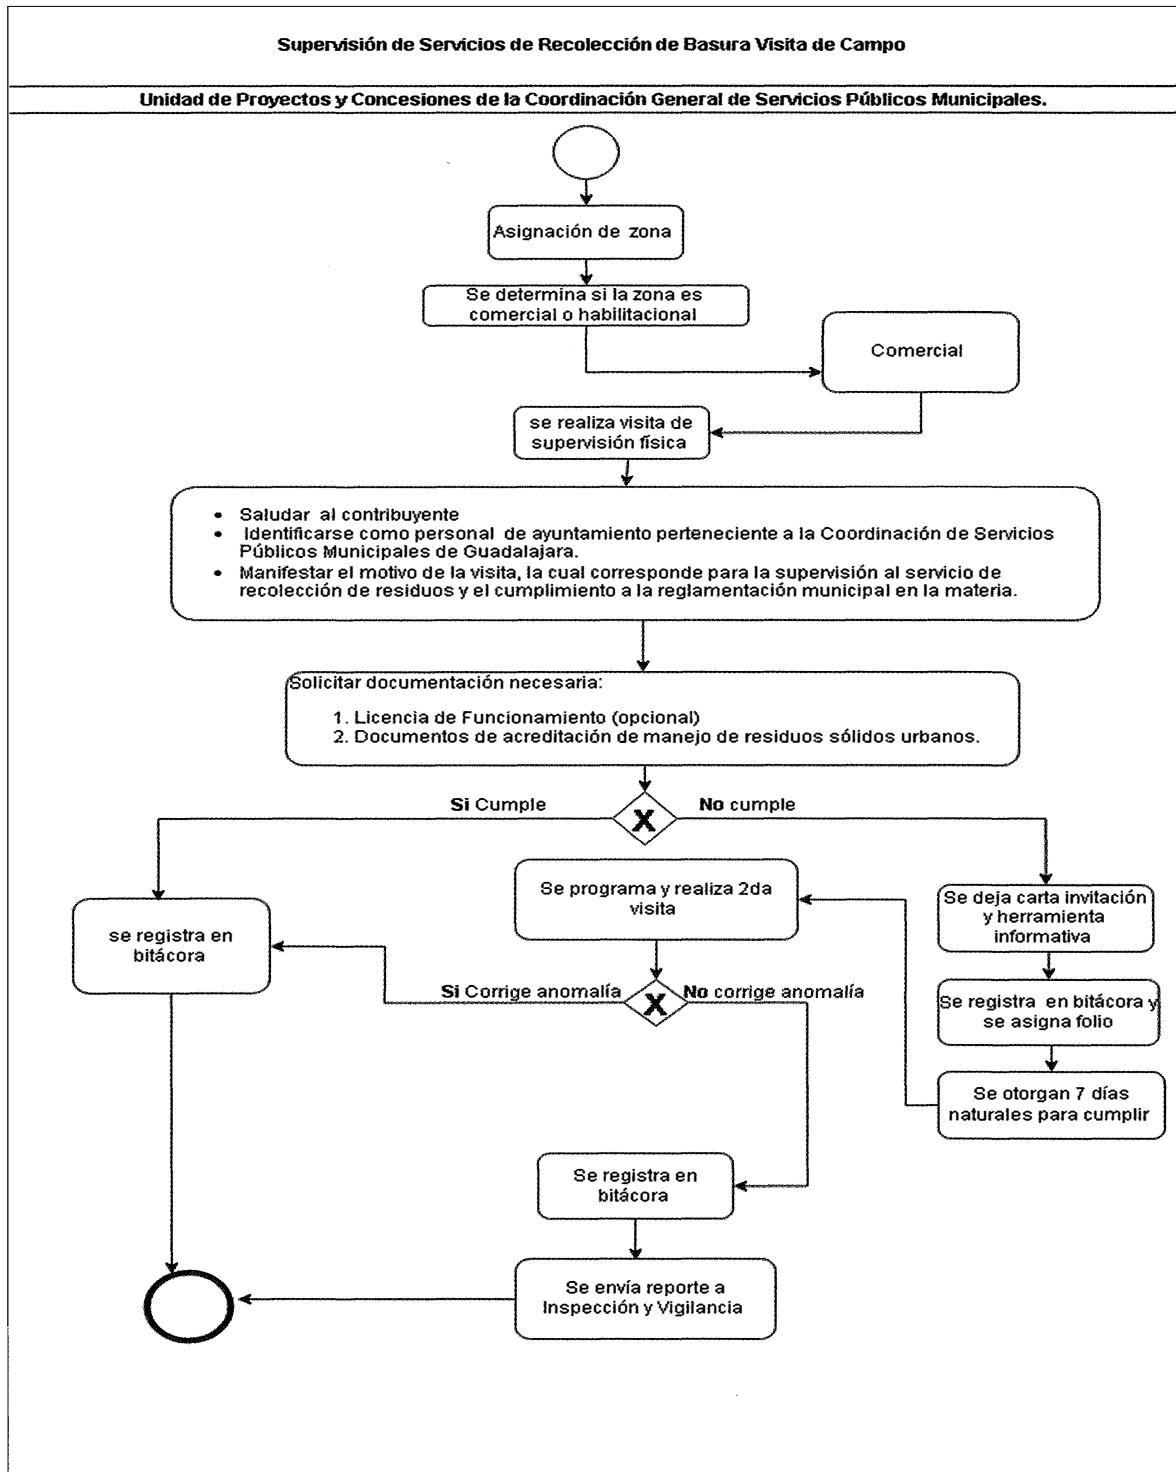 Supervisión de Servicios de Recolección de Basura Visita de Campo
Unidad de Proyectos y Concesiones de la Coordinación General de Servicios Públicos Municipales.
Asignación de zona
Se determina si la zona es
comercial o habilitacional
Comercial
se realiza visita de
supervisión física
• Saludar al contribuyente
• Identificarse como personal de ayuntamiento perteneciente a la Coordinación de Servicios
Públicos Municipales de Guadalajara.
• Manifestar el motivo de la visita, la cual corresponde para la supervisión al servicio de
recolección de residuos y el cumplimiento a la reglamentación municipal en la materia.
Solicitar documentación necesaria:
1. Licencia de Funcionamiento (opcional)
2. Documentos de acreditación de manejo de residuos sólidos urbanos.
Si Cumple
X
No cumple
se registra en
bitácora
Se programa y realiza 2da
visita
Se deja carta invitación
y herramienta
informativa
Si Corrige anomalía
X
No corrige anomalía
Se registra en bitácora y
se asigna folio
Se otorgan 7 días
naturales para cumplir
Se registra en
bitácora
Se envía reporte a
Inspección y Vigilancia